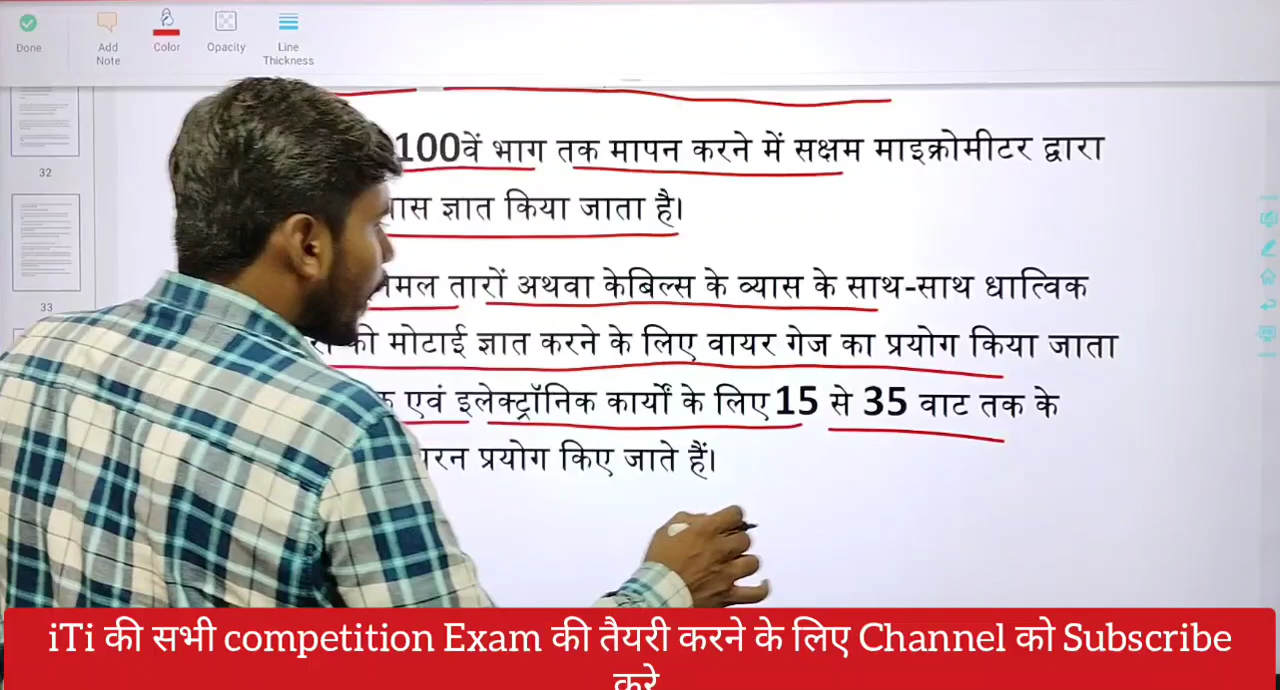 Done
Add Note
Color
Opacity
Line Thickness
32
33
100वें भाग तक मापन करने में सक्षम माइक्रोमीटर द्वारा
ज्ञात किया जाता है।
तारों अथवा केबिल्स के व्यास के साथ-साथ धात्विक
की मोटाई ज्ञात करने के लिए वायर गेज का प्रयोग किया जाता
एवं इलेक्ट्रॉनिक कार्यों के लिए 15 से 35 वाट तक के
प्रयोग किए जाते हैं।
iTi की सभी competition Exam की तैयरी करने के लिए Channel को Subscribe
करे